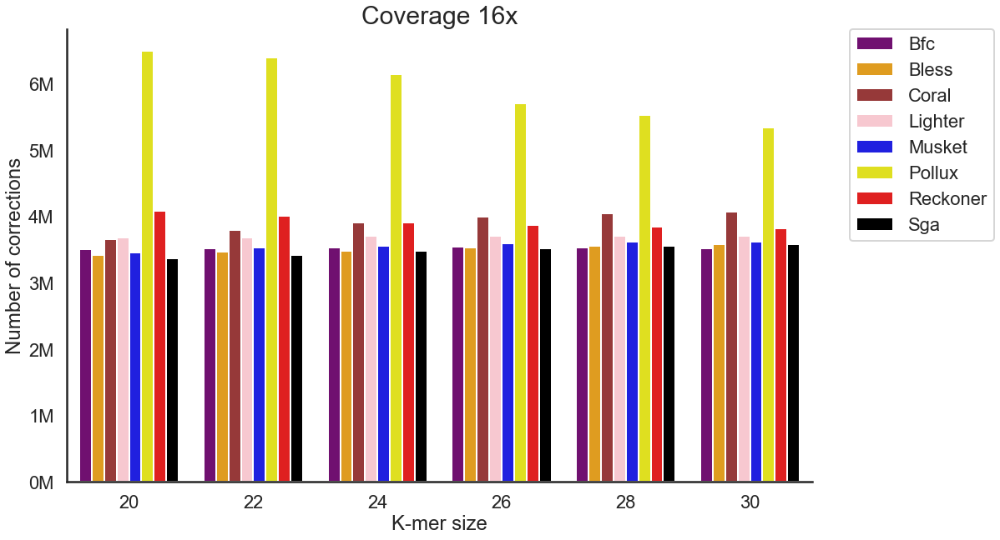 Coverage 16x
Number of corrections
6M
5M
4M
3M
2M
1M
0M
20 22 24 26 28 30
K-mer size
Bfc
Bless
Coral
Lighter
Musket
Pollux
Reckoner
Sga